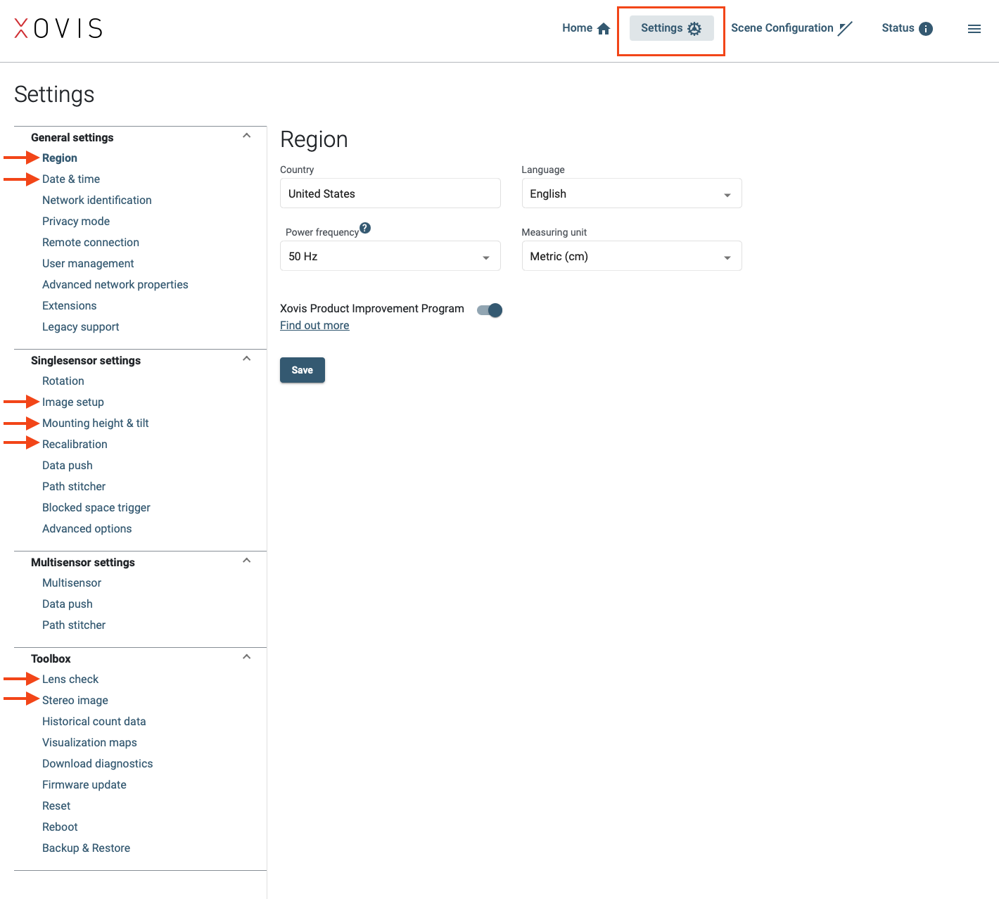 XOVIS
Home
Settings
Scene Configuration
Status
Settings
General settings
Region
Date & time
Network identification
Privacy mode
Remote connection
User management
Advanced network properties
Extensions
Legacy support
Singlesensor settings
Rotation
Image setup
Mounting height & tilt
Recalibration
Data push
Path stitcher
Blocked space trigger
Advanced options
Multisensor settings
Multisensor
Data push
Path stitcher
Toolbox
Lens check
Stereo image
Historical count data
Visualization maps
Download diagnostics
Firmware update
Reset
Reboot
Backup & Restore
Region
Country
United States
Language
English
Power frequency ?
50 Hz
Measuring unit
Metric (cm)
Xovis Product Improvement Program
Find out more
Save